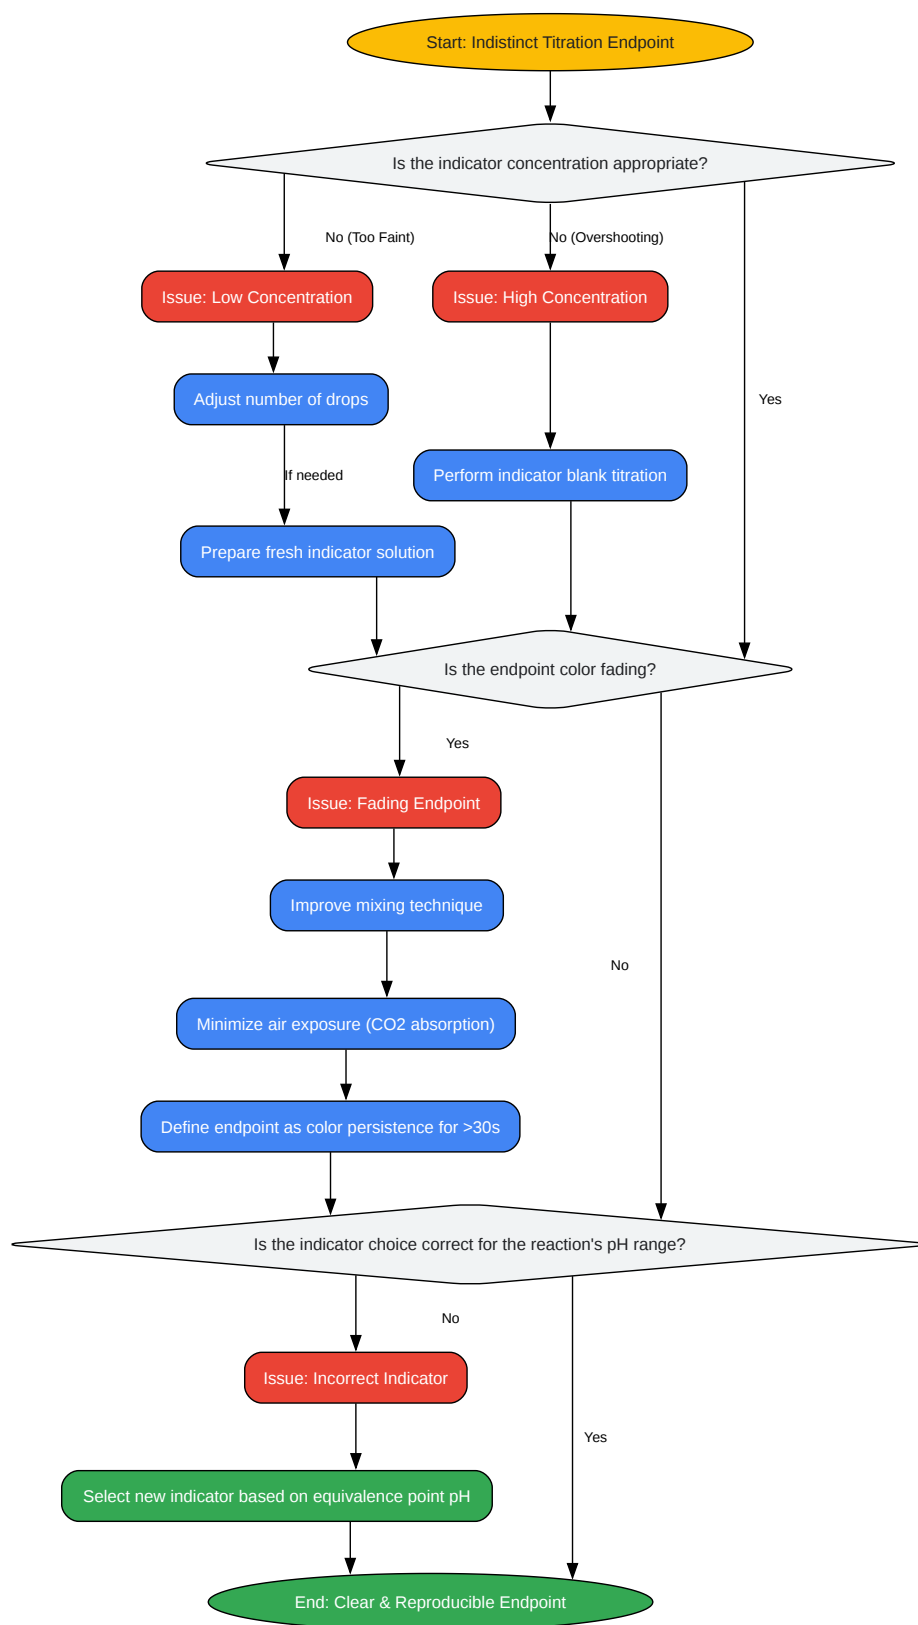 Start: Indistinct Titration Endpoint
Is the indicator concentration appropriate?
No (Too Faint)
No (Overshooting)
Issue: Low Concentration
Issue: High Concentration
Adjust number of drops
Yes
If needed
Perform indicator blank titration
Prepare fresh indicator solution
Is the endpoint color fading?
Yes
Issue: Fading Endpoint
Improve mixing technique
No
Minimize air exposure (CO2 absorption)
Define endpoint as color persistence for >30s
Is the indicator choice correct for the reaction's pH range?
No
Issue: Incorrect Indicator
Yes
Select new indicator based on equivalence point pH
End: Clear & Reproducible Endpoint